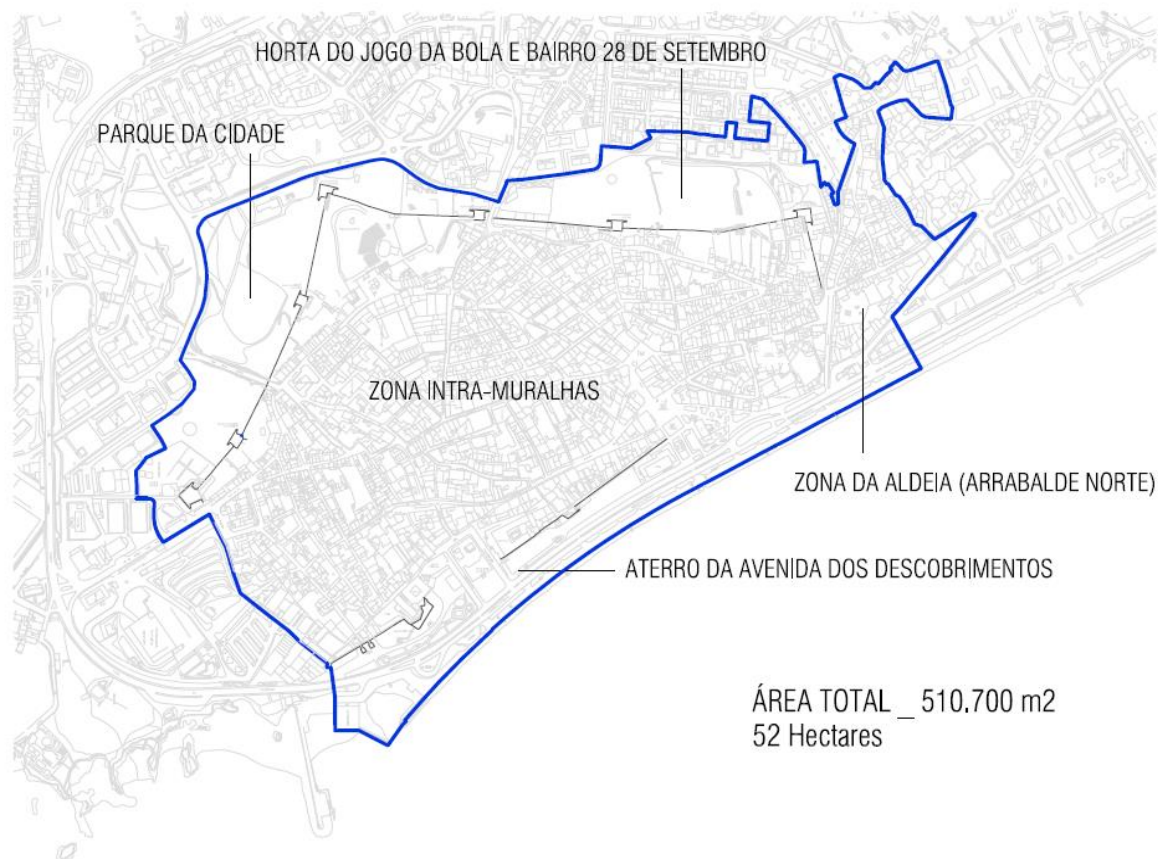 HORTA DO JOGO DA BOLA E BAIRRO 28 DE SETEMBRO
PARQUE DA CIDADE
ZONA INTRA-MURALHAS
ZONA DA ALDEIA (ARRABALDE NORTE)
ATERRO DA AVENIDA DOS DESCOBRIMENTOS
ÁREA TOTAL _ 510.700 m2
52 Hectares